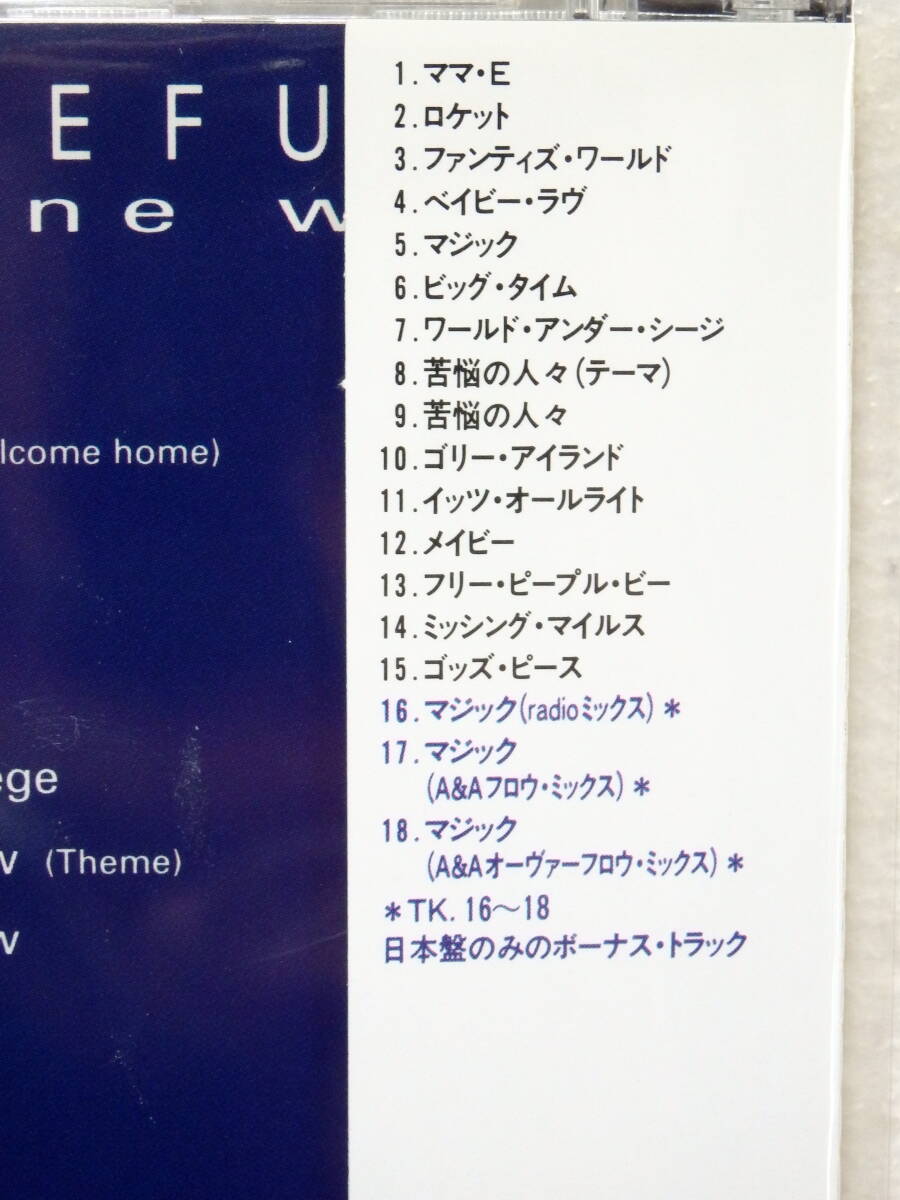 EFU
ne w
lcome home)
ege
w (Theme)
w
1.ママ・E
2.ロケット
3.ファンティズ・ワールド
4.ベイビー・ラヴ
5.マジック
6.ビッグ・タイム
7.ワールド・アンダー・シージ
8.苦悩の人々(テーマ)
9.苦悩の人々
10.ゴリー・アイランド
11.イッツ・オールライト
12.メイビー
13.フリー・ピープル・ビー
14.ミッシング・マイルス
15.ゴッズ・ピース
16.マジック(radioミックス)*
17.マジック
(A&Aフロウ・ミックス)*
18.マジック
(A&Aオーヴァーフロウ・ミックス)*
*TK.16〜18
日本盤のみのボーナス・トラック